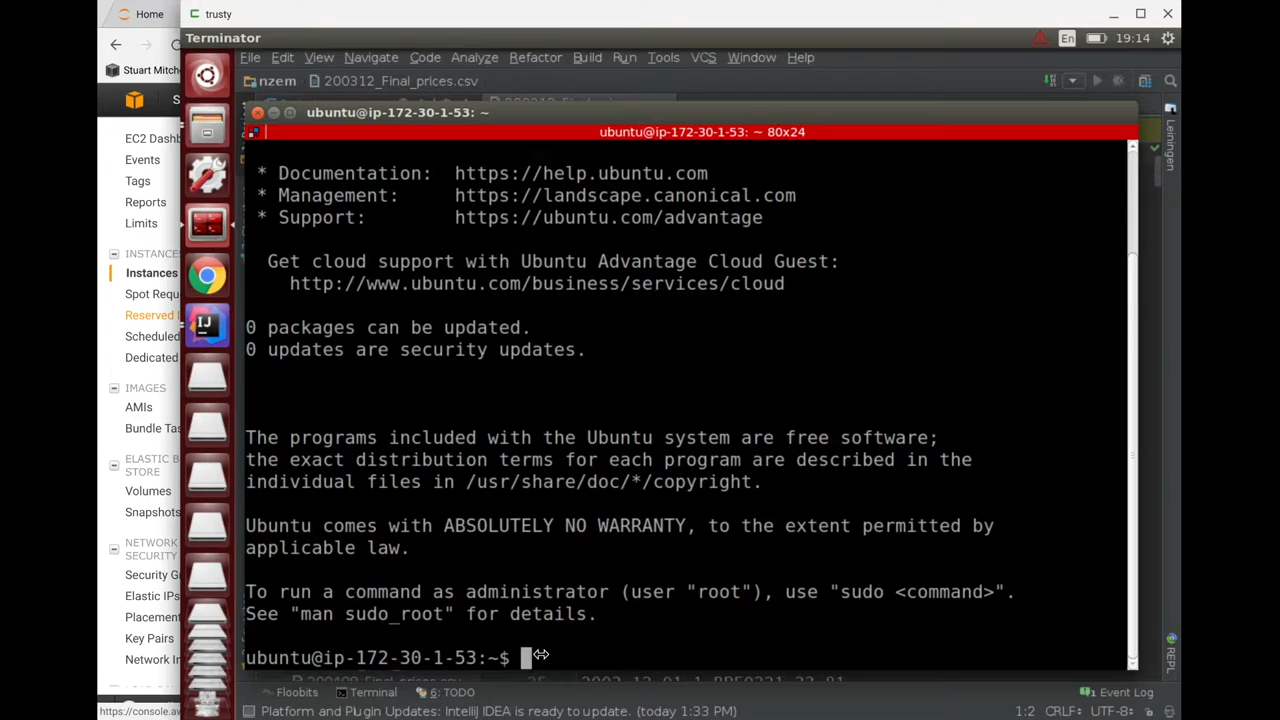 Home
trusty
Terminator
En
19:14
Stuart Mitch
File Edit View Navigate Code Analyze Refactor Build Run Tools VCS Window Help
nzem
200312_Final_prices.csv
S
ubuntu@ip-172-30-1-53: ~
ubuntu@ip-172-30-1-53: ~ 80x24
EC2 Dashb
Events
Tags
Reports
Limits
INSTANCES
Instances
Spot Requ
Reserved I
Scheduled
Dedicated
IMAGES
AMIs
Bundle Tas
ELASTIC B
STORE
Volumes
Snapshots
NETWORK
SECURITY
Security G
Elastic IPs
Placement
Key Pairs
Network In
https://console.aw
* Documentation: https://help.ubuntu.com
* Management: https://landscape.canonical.com
* Support: https://ubuntu.com/advantage
Get cloud support with Ubuntu Advantage Cloud Guest:
http://www.ubuntu.com/business/services/cloud
0 packages can be updated.
0 updates are security updates.
The programs included with the Ubuntu system are free software;
the exact distribution terms for each program are described in the
individual files in /usr/share/doc/*/copyright.
Ubuntu comes with ABSOLUTELY NO WARRANTY, to the extent permitted by
applicable law.
To run a command as administrator (user "root"), use "sudo <command>".
See "man sudo_root" for details.
ubuntu@ip-172-30-1-53:~$
Leiningen
REPL
IJ
Floobits
Terminal
6: TODO
1 Event Log
Platform and Plugin Updates: IntelliJ IDEA is ready to update. (today 1:33 PM)
1:2 CRLF UTF-8